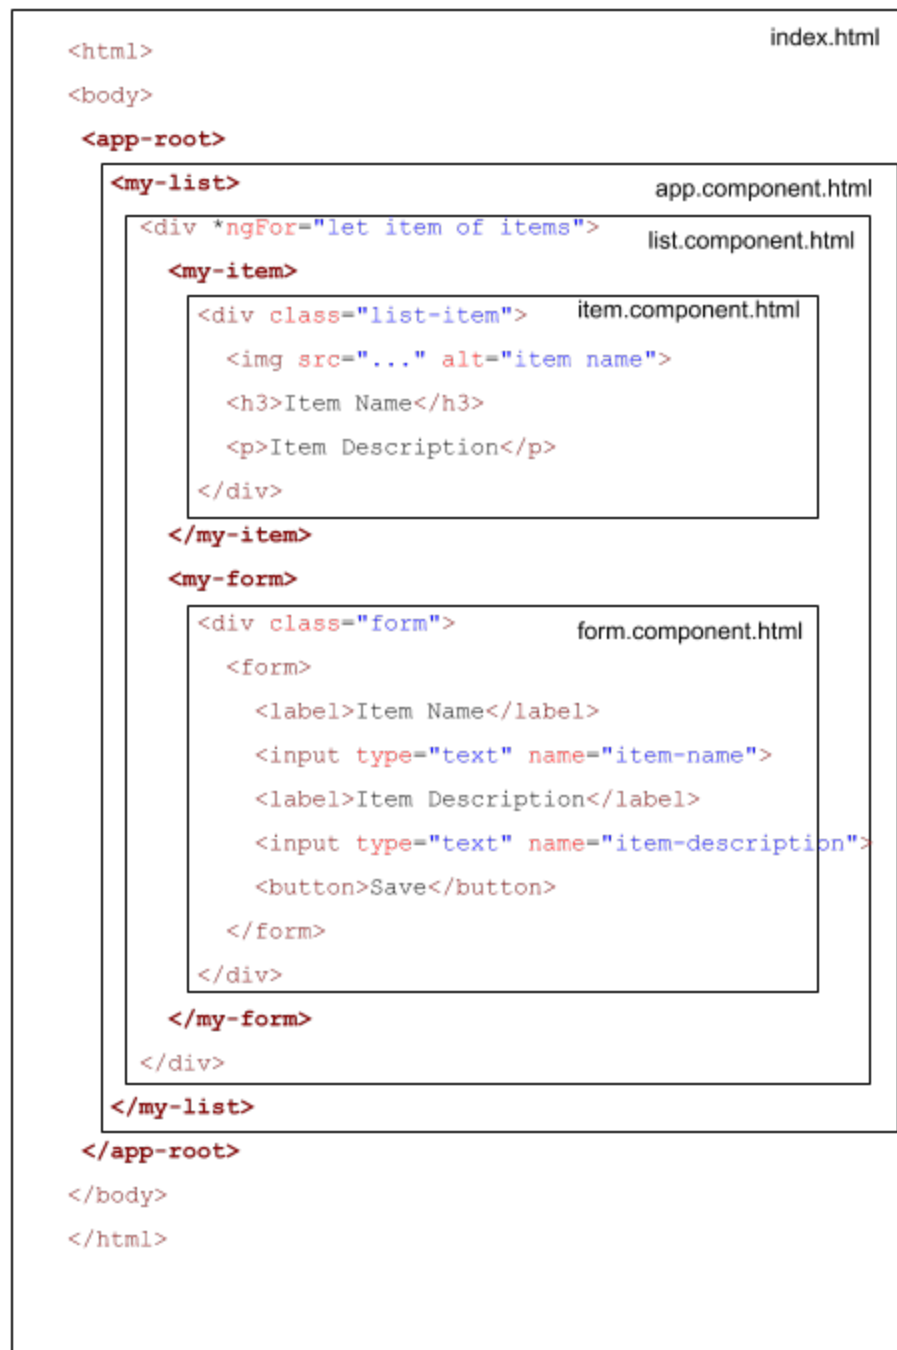 index.html
<html>
<body>
<app-root>
<my-list>
app.component.html
<div *ngFor="let item of items">
list.component.html
<my-item>
<div class="list-item">
item.component.html
<img src="..." alt="item name">
<h3>Item Name</h3>
<p>Item Description</p>
</div>
</my-item>
<my-form>
<div class="form">
form.component.html
<form>
<label>Item Name</label>
<input type="text" name="item-name">
<label>Item Description</label>
<input type="text" name="item-description">
<button>Save</button>
</form>
</div>
</my-form>
</div>
</my-list>
</app-root>
</body>
</html>